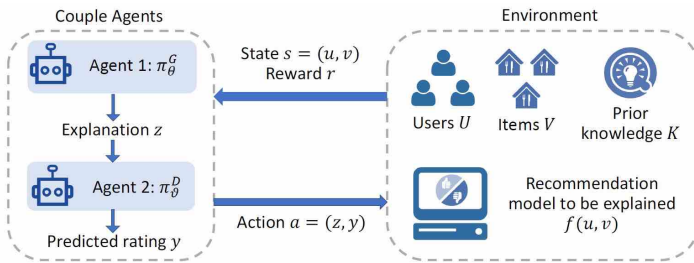 Couple Agents
Agent 1: π_θ^G
Explanation z
Agent 2: π_ϑ^D
Predicted rating y
State s = (u, v)
Reward r
Action a = (z, y)
Environment
Users U
Items V
Prior
knowledge K
Recommendation
model to be explained
f(u, v)